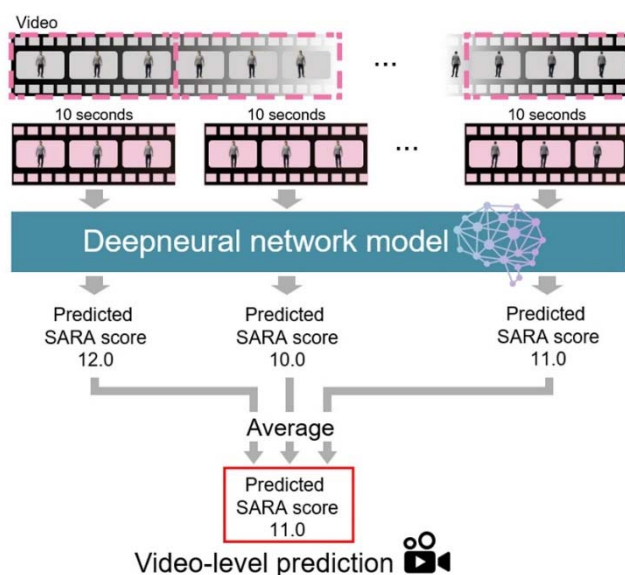 Video
...
10 seconds 10 seconds 10 seconds
...
Deepneural network model
Predicted
SARA score
12.0
Predicted
SARA score
10.0
Predicted
SARA score
11.0
Average
Predicted
SARA score
11.0
Video-level prediction